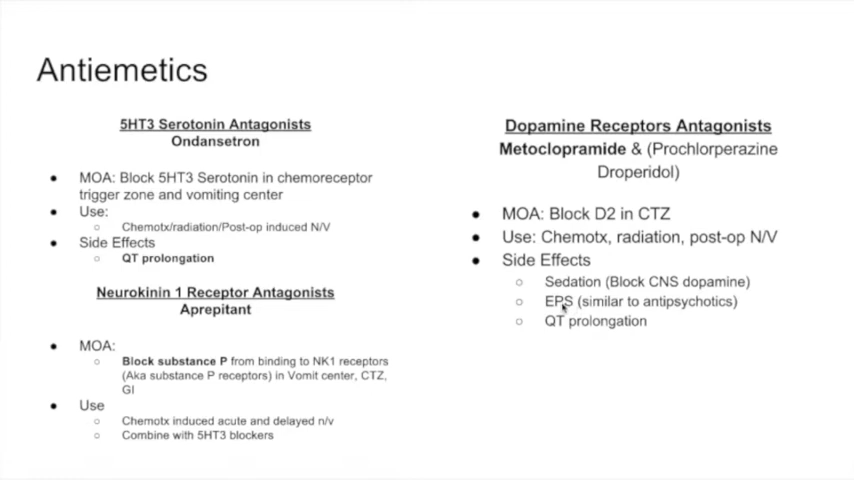 Antiemetics
5HT3 Serotonin Antagonists
Ondansetron
MOA: Block 5HT3 Serotonin in chemoreceptor
trigger zone and vomiting center
Use:
Chemotx/radiation/Post-op induced N/V
Side Effects
QT prolongation
Neurokinin 1 Receptor Antagonists
Aprepitant
MOA:
Block substance P from binding to NK1 receptors
(Aka substance P receptors) in Vomit center, CTZ,
GI
Use
Chemotx induced acute and delayed n/v
Combine with 5HT3 blockers
Dopamine Receptors Antagonists
Metoclopramide & (Prochlorperazine
Droperidol)
MOA: Block D2 in CTZ
Use: Chemotx, radiation, post-op N/V
Side Effects
Sedation (Block CNS dopamine)
EPS (similar to antipsychotics)
QT prolongation